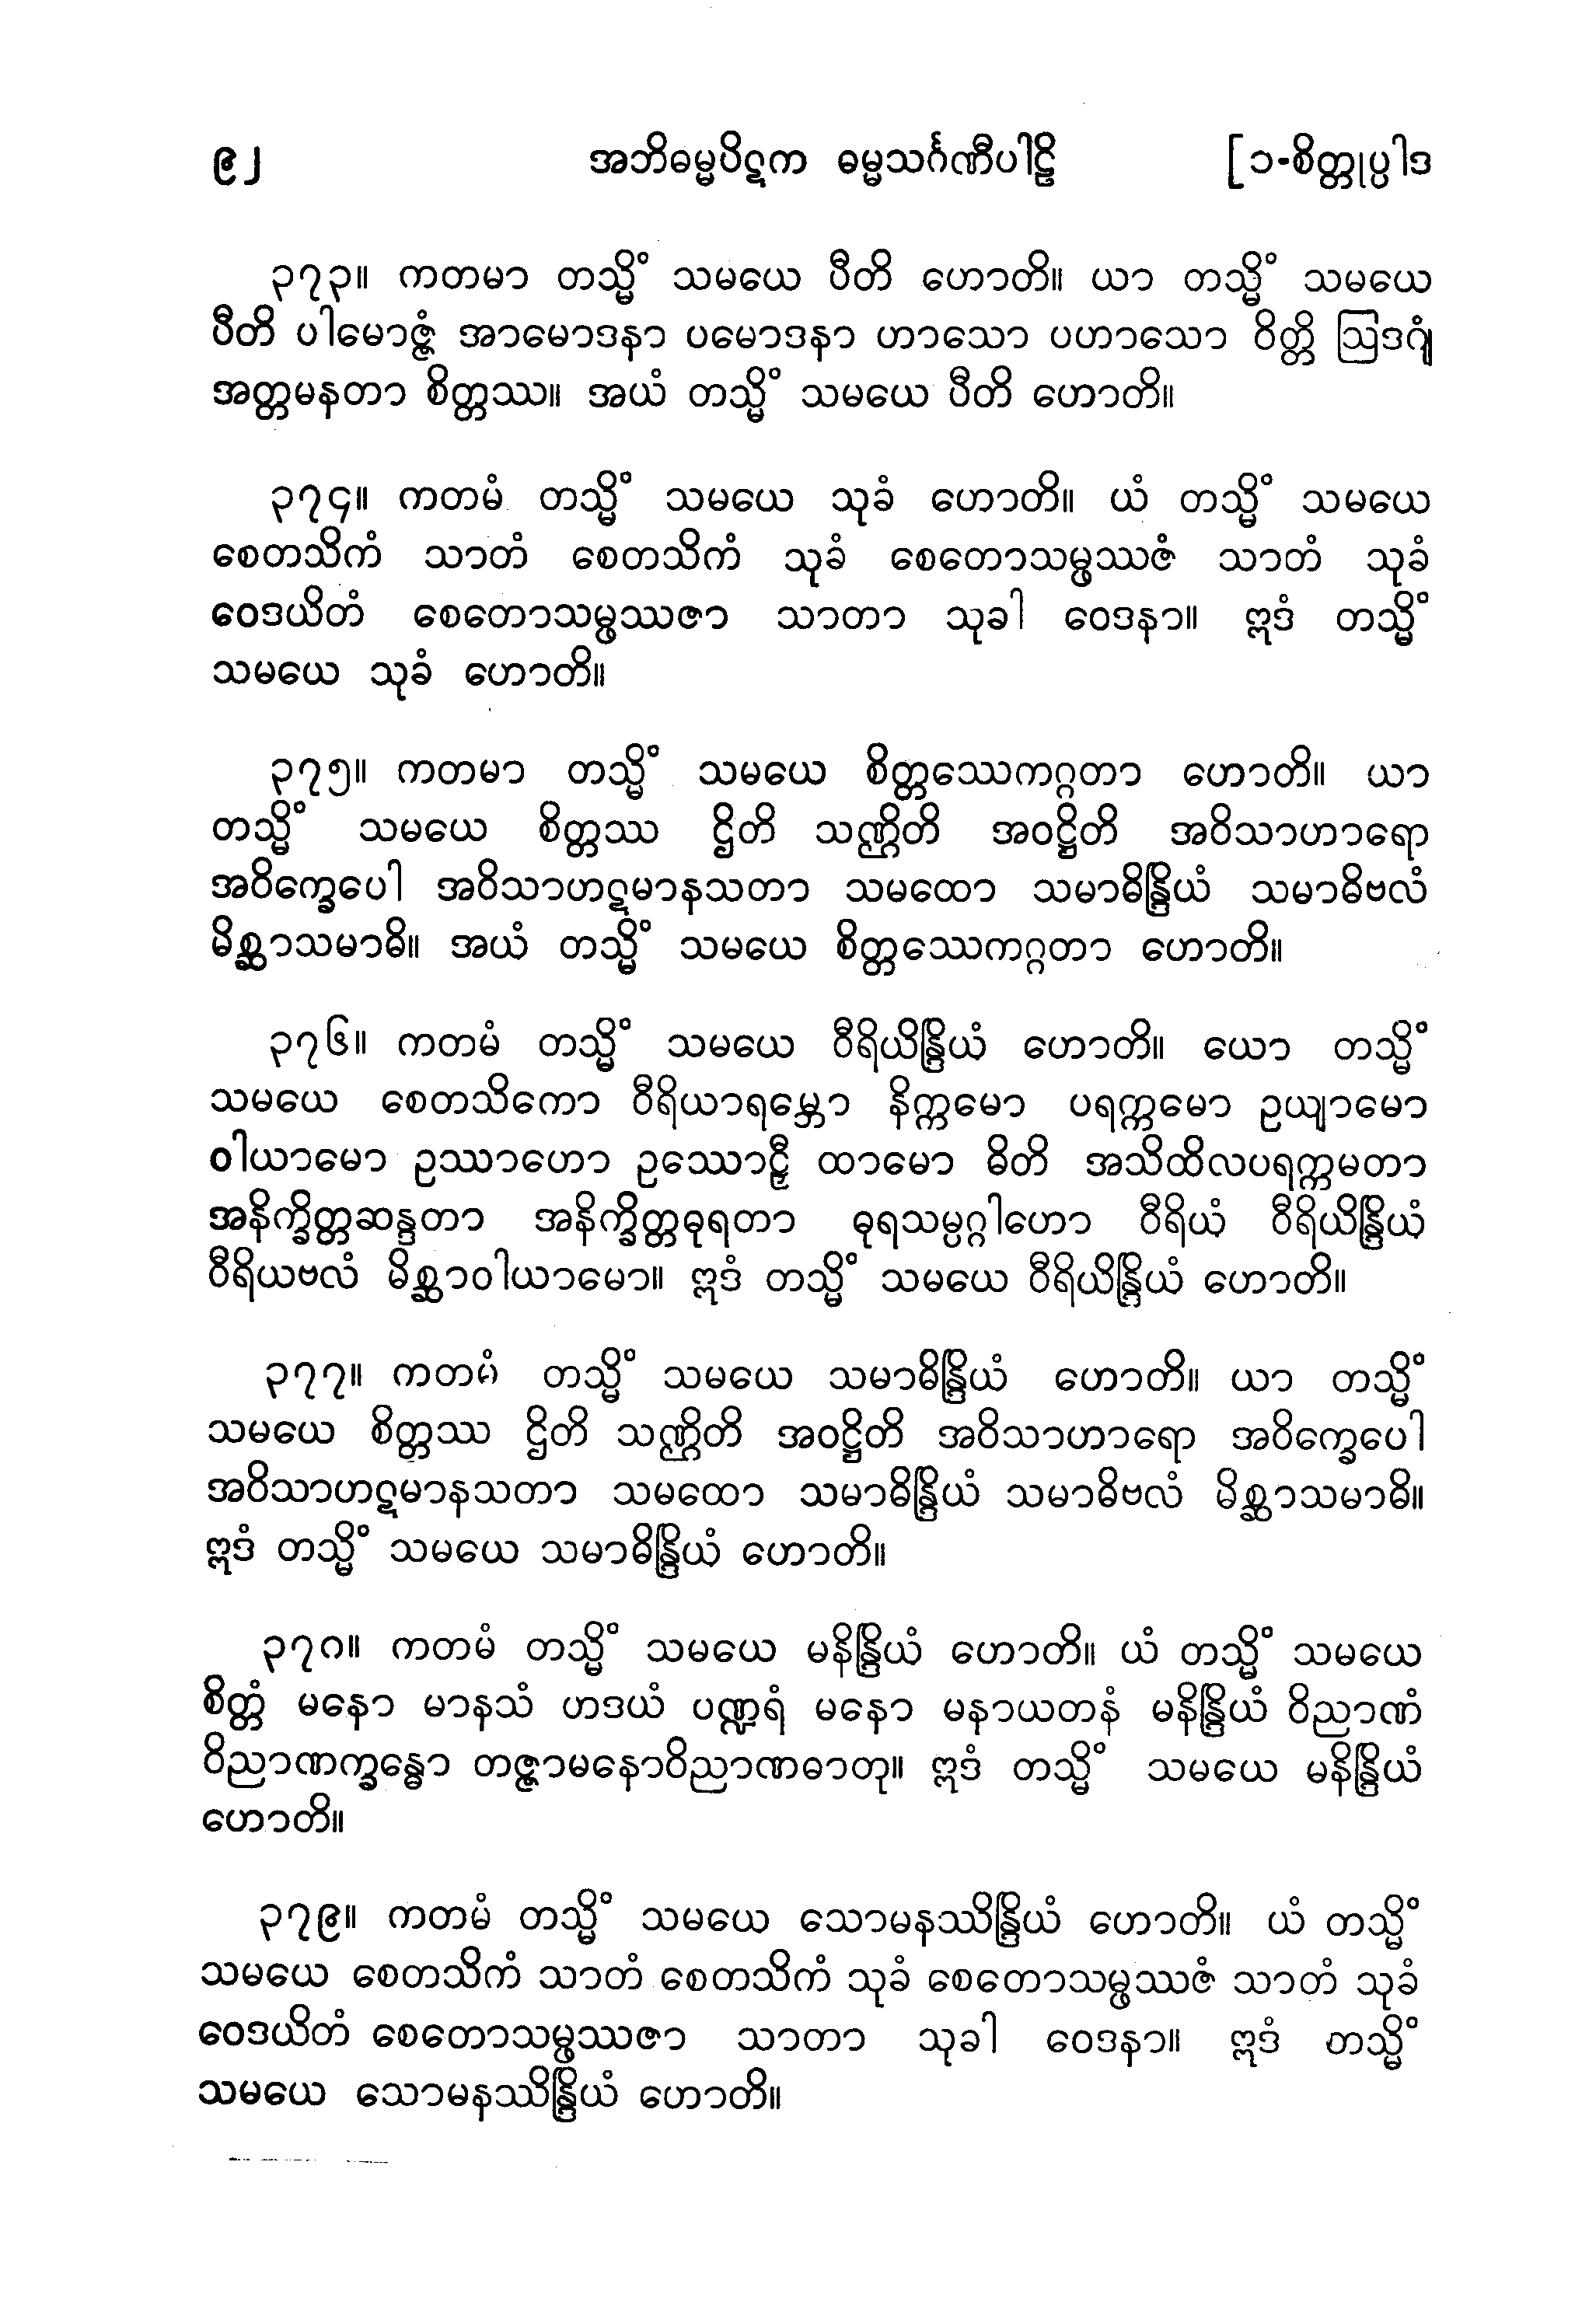 ၉၂ အဘိဓမ္မပိဋက ဓမ္မသင်္ဂဏီပါဠိ [၁-စိတ္တုပ္ပါဒ
၃၇၃။ ကတမာ တသ္မိံ သမယေ ပီတိ ဟောတိ။ ယာ တသ္မိံ သမယေ
ပီတိ ပါမောဇ္ဇံ အာမောဒနာ ပမောဒနာ ဟာသော ပဟာသော ဝိတ္တိ ဩဒဂျံ
အတ္တမနတာ စိတ္တဿ။ အယံ တသ္မိံ သမယေ ပီတိ ဟောတိ။
၃၇၄။ ကတမံ တသ္မိံ သမယေ သုခံ ဟောတိ။ ယံ တသ္မိံ သမယေ
စေတသိကံ သာတံ စေတသိကံ သုခံ စေတောသမ္ဖဿဇံ သာတံ သုခံ
ဝေဒယိတံ စေတောသမ္ဖဿဇာ သာတာ သုခါ ဝေဒနာ။ ဣဒံ တသ္မိံ
သမယေ သုခံ ဟောတိ။
၃၇၅။ ကတမာ တသ္မိံ သမယေ စိတ္တဿေကဂ္ဂတာ ဟောတိ။ ယာ
တသ္မိံ သမယေ စိတ္တဿ ဌိတိ သဏ္ဌိတိ အဝဋ္ဌိတိ အဝိသာဟာရော
အဝိက္ခေပေါ အဝိသာဟဋမာနသတာ သမထော သမာဓိန္ဒြိယံ သမာဓိဗလံ
မိစ္ဆာသမာဓိ။ အယံ တသ္မိံ သမယေ စိတ္တဿေကဂ္ဂတာ ဟောတိ။
၃၇၆။ ကတမံ တသ္မိံ သမယေ ဝီရိယိန္ဒြိယံ ဟောတိ။ ယော တသ္မိံ
သမယေ စေတသိကော ဝီရိယာရမ္ဘော နိက္ကမော ပရက္ကမော ဥယျာမော
ဝါယာမော ဥဿာဟော ဥဿောဠှီ ထာမော ဓိတိ အသိထိလပရက္ကမတာ
အနိက္ခိတ္တဆန္ဒတာ အနိက္ခိတ္တဓုရတာ ဓုရသမ္ပဂ္ဂါဟော ဝီရိယံ ဝီရိယိန္ဒြိယံ
ဝီရိယဗလံ မိစ္ဆာဝါယာမော။ ဣဒံ တသ္မိံ သမယေ ဝီရိယိန္ဒြိယံ ဟောတိ။
၃၇၇။ ကတမံ တသ္မိံ သမယေ သမာဓိန္ဒြိယံ ဟောတိ။ ယာ တသ္မိံ
သမယေ စိတ္တဿ ဌိတိ သဏ္ဌိတိ အဝဋ္ဌိတိ အဝိသာဟာရော အဝိက္ခေပေါ
အဝိသာဟဋမာနသတာ သမထော သမာဓိန္ဒြိယံ သမာဓိဗလံ မိစ္ဆာသမာဓိ။
ဣဒံ တသ္မိံ သမယေ သမာဓိန္ဒြိယံ ဟောတိ။
၃၇၈။ ကတမံ တသ္မိံ သမယေ မနိန္ဒြိယံ ဟောတိ။ ယံ တသ္မိံ သမယေ
စိတ္တံ မနော မာနသံ ဟဒယံ ပဏ္ဍရံ မနော မနာယတနံ မနိန္ဒြိယံ ဝိညာဏံ
ဝိညာဏက္ခန္ဓော တဇ္ဇာမနောဝိညာဏဓာတု။ ဣဒံ တသ္မိံ သမယေ မနိန္ဒြိယံ
ဟောတိ။
၃၇၉။ ကတမံ တသ္မိံ သမယေ သောမနဿိန္ဒြိယံ ဟောတိ။ ယံ တသ္မိံ
သမယေ စေတသိကံ သာတံ စေတသိကံ သုခံ စေတောသမ္ဖဿဇံ သာတံ သုခံ
ဝေဒယိတံ စေတောသမ္ဖဿဇာ သာတာ သုခါ ဝေဒနာ။ ဣဒံ တသ္မိံ
သမယေ သောမနဿိန္ဒြိယံ ဟောတိ။